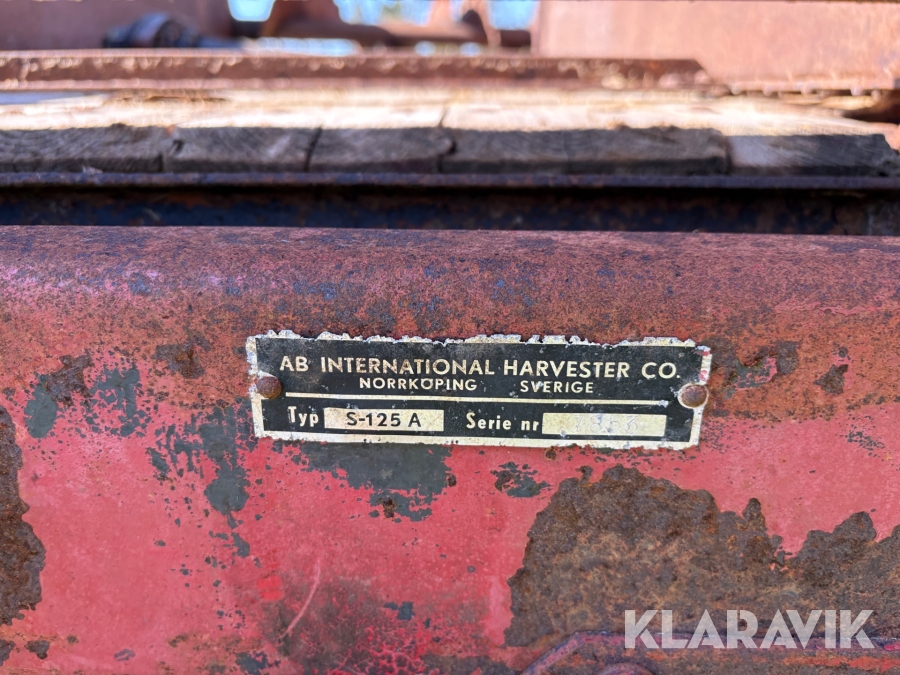 AB INTERNATIONAL HARVESTER CO.
NORRKÖPING SVERIGE
Typ S-125 A Serie nr
KLARAVIK